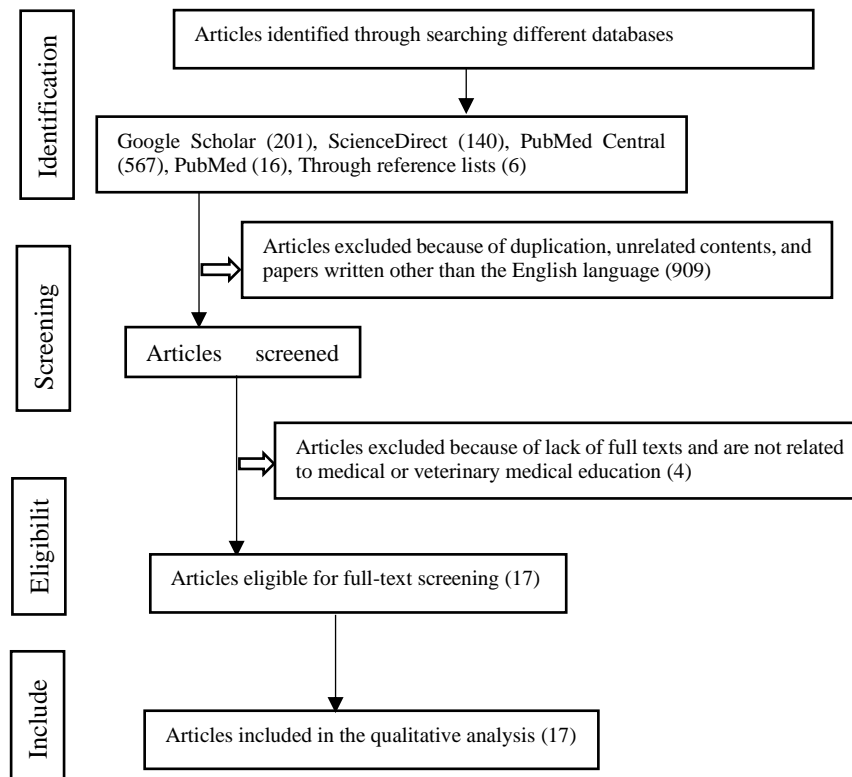 Identification
Articles identified through searching different databases
Google Scholar (201), ScienceDirect (140), PubMed Central
(567), PubMed (16), Through reference lists (6)
Screening
Articles excluded because of duplication, unrelated contents, and
papers written other than the English language (909)
Articles screened
Articles excluded because of lack of full texts and are not related
to medical or veterinary medical education (4)
Eligibilit
Articles eligible for full-text screening (17)
Include
Articles included in the qualitative analysis (17)